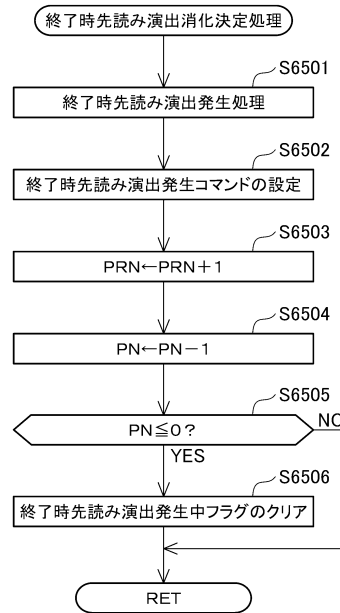 終了時先読み演出消化決定処理
S6501
終了時先読み演出発生処理
S6502
終了時先読み演出発生コマンドの設定
S6503
PRN←PRN+1
S6504
PN←PN-1
S6505
PN≦0?
NO
YES
S6506
終了時先読み演出発生中フラグのクリア
RET